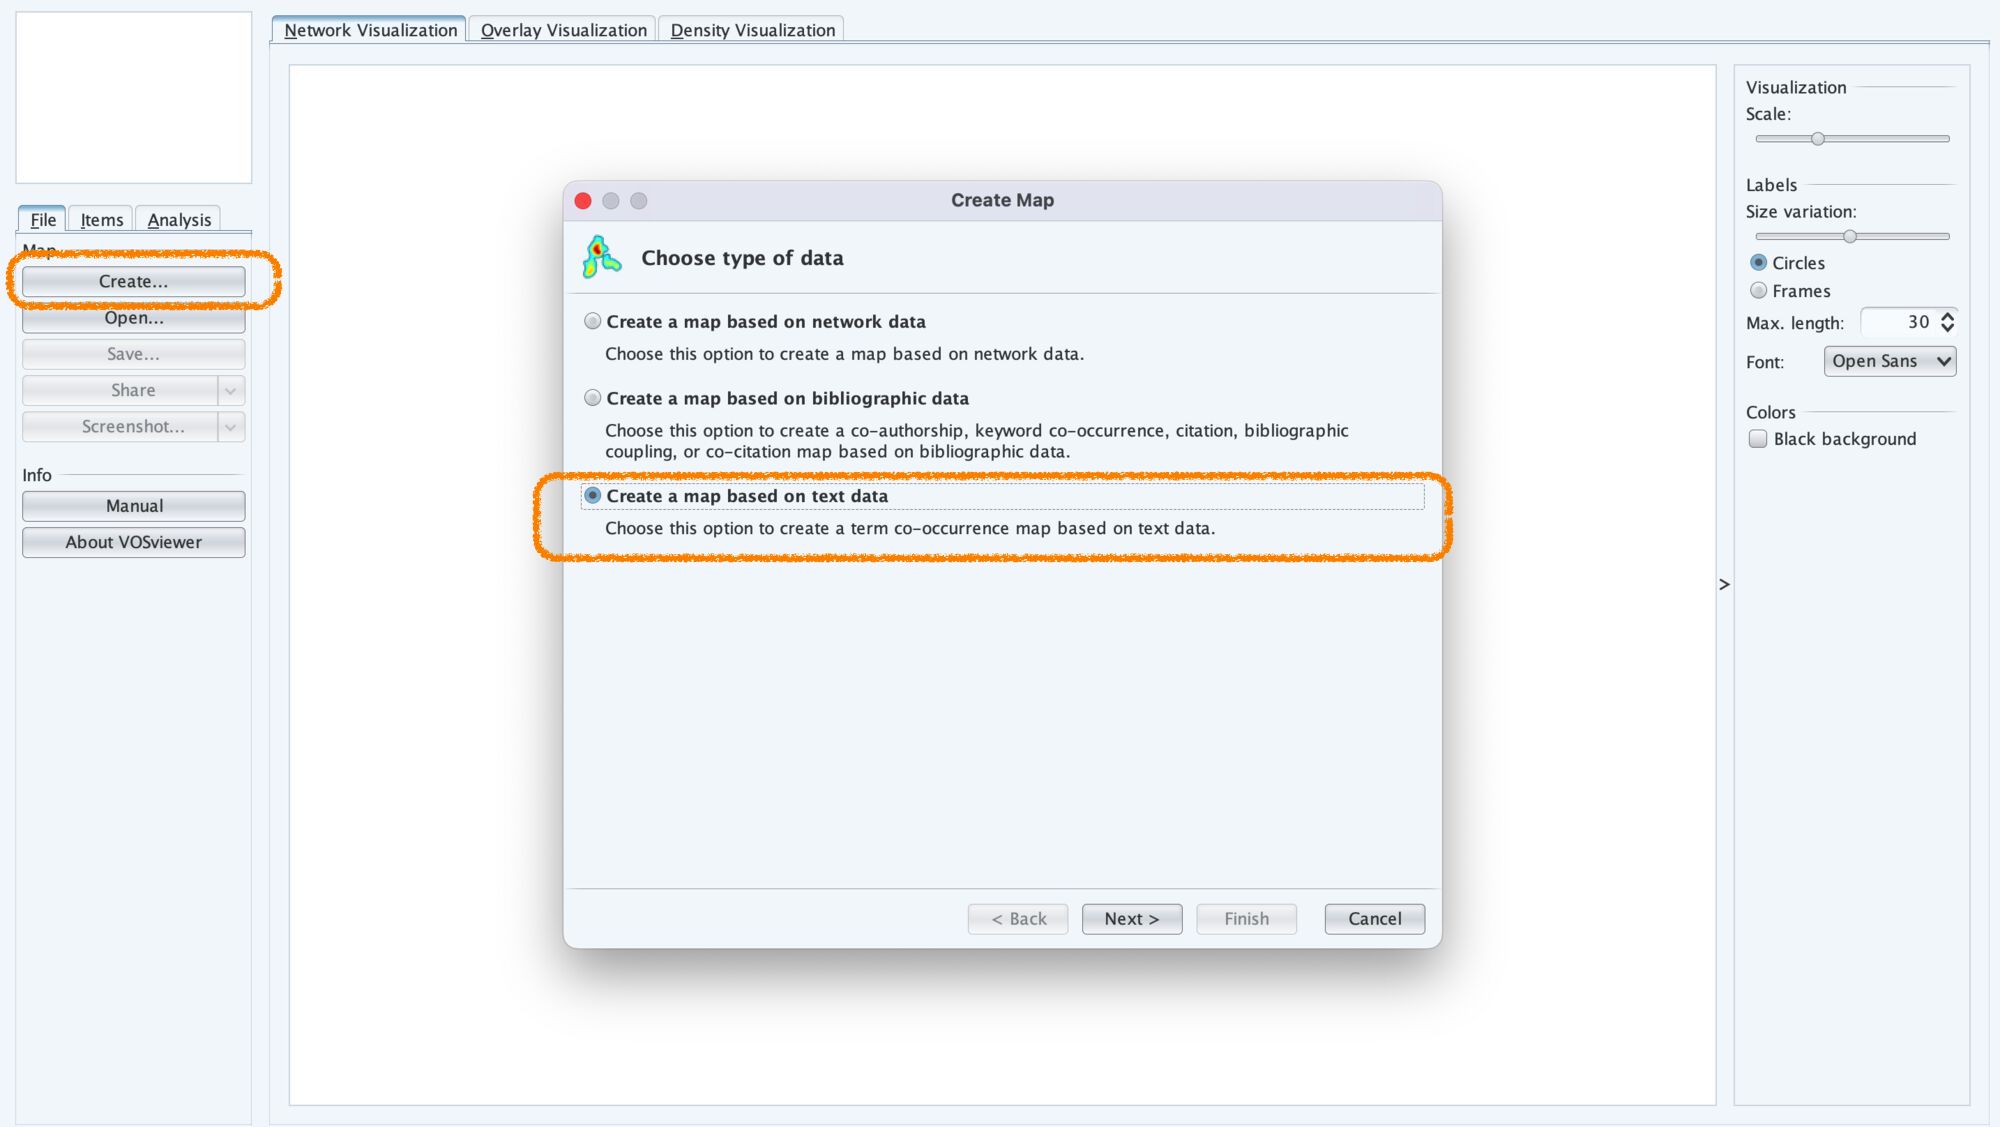 Network Visualization
Overlay Visualization
Density Visualization
File
Items
Analysis
Map
Create...
Open...
Save...
Share
Screenshot...
Info
Manual
About VOSviewer
Create Map
Choose type of data
Create a map based on network data
Choose this option to create a map based on network data.
Create a map based on bibliographic data
Choose this option to create a co-authorship, keyword co-occurrence, citation, bibliographic
coupling, or co-citation map based on bibliographic data.
Create a map based on text data
Choose this option to create a term co-occurrence map based on text data.
< Back
Next >
Finish
Cancel
>
Visualization
Scale:
Labels
Size variation:
Circles
Frames
Max. length: 30
Font: Open Sans
Colors
Black background